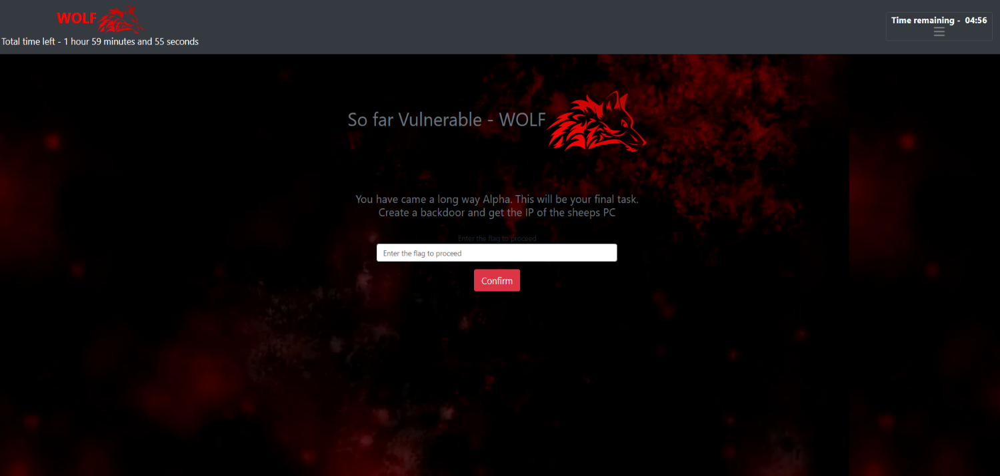 WOLF
Time remaining - 04:56
Total time left - 1 hour 59 minutes and 55 seconds
So far Vulnerable - WOLF
You have came a long way Alpha. This will be your final task.
Create a backdoor and get the IP of the sheeps PC
Enter the flag to proceed
Enter the flag to proceed
Confirm